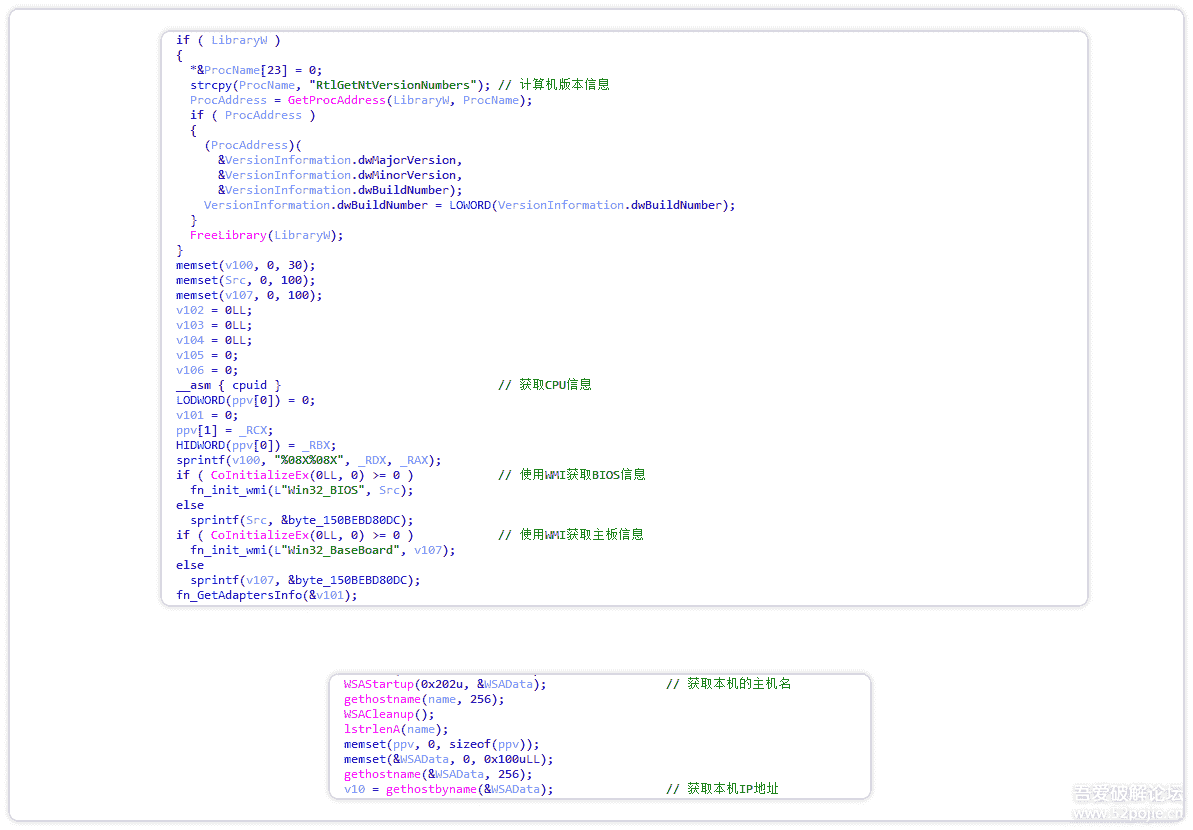 if ( LibraryW )
{
*&ProcName[23] = 0;
strcpy(ProcName, "RtlGetNtVersionNumbers"); // 计算机版本信息
ProcAddress = GetProcAddress(LibraryW, ProcName);
if ( ProcAddress )
{
(ProcAddress)(
&VersionInformation.dwMajorVersion,
&VersionInformation.dwMinorVersion,
&VersionInformation.dwBuildNumber);
VersionInformation.dwBuildNumber = LOWORD(VersionInformation.dwBuildNumber);
}
FreeLibrary(LibraryW);
}
memset(v100, 0, 30);
memset(Src, 0, 100);
memset(v107, 0, 100);
v102 = 0LL;
v103 = 0LL;
v104 = 0LL;
v105 = 0;
v106 = 0;
__asm { cpuid } // 获取CPU信息
LODWORD(ppv[0]) = 0;
v101 = 0;
ppv[1] = _RCX;
HIDWORD(ppv[0]) = _RBX;
sprintf(v100, "%08X%08X", _RDX, _RAX);
if ( CoInitializeEx(0LL, 0) >= 0 ) // 使用WMI获取BIOS信息
fn_init_wmi(L"Win32_BIOS", Src);
else
sprintf(Src, &byte_150BEBD80DC);
if ( CoInitializeEx(0LL, 0) >= 0 ) // 使用WMI获取主板信息
fn_init_wmi(L"Win32_BaseBoard", v107);
else
sprintf(v107, &byte_150BEBD80DC);
fn_GetAdaptersInfo(&v101);
WSAStartup(0x202u, &WSAData); // 获取本机的主机名
gethostname(name, 256);
WSACleanup();
lstrlenA(name);
memset(ppv, 0, sizeof(ppv));
memset(&WSAData, 0, 0x100uLL);
gethostname(&WSAData, 256);
v10 = gethostbyname(&WSAData); // 获取本机IP地址
吾爱破解论坛
www.52pojie.cn